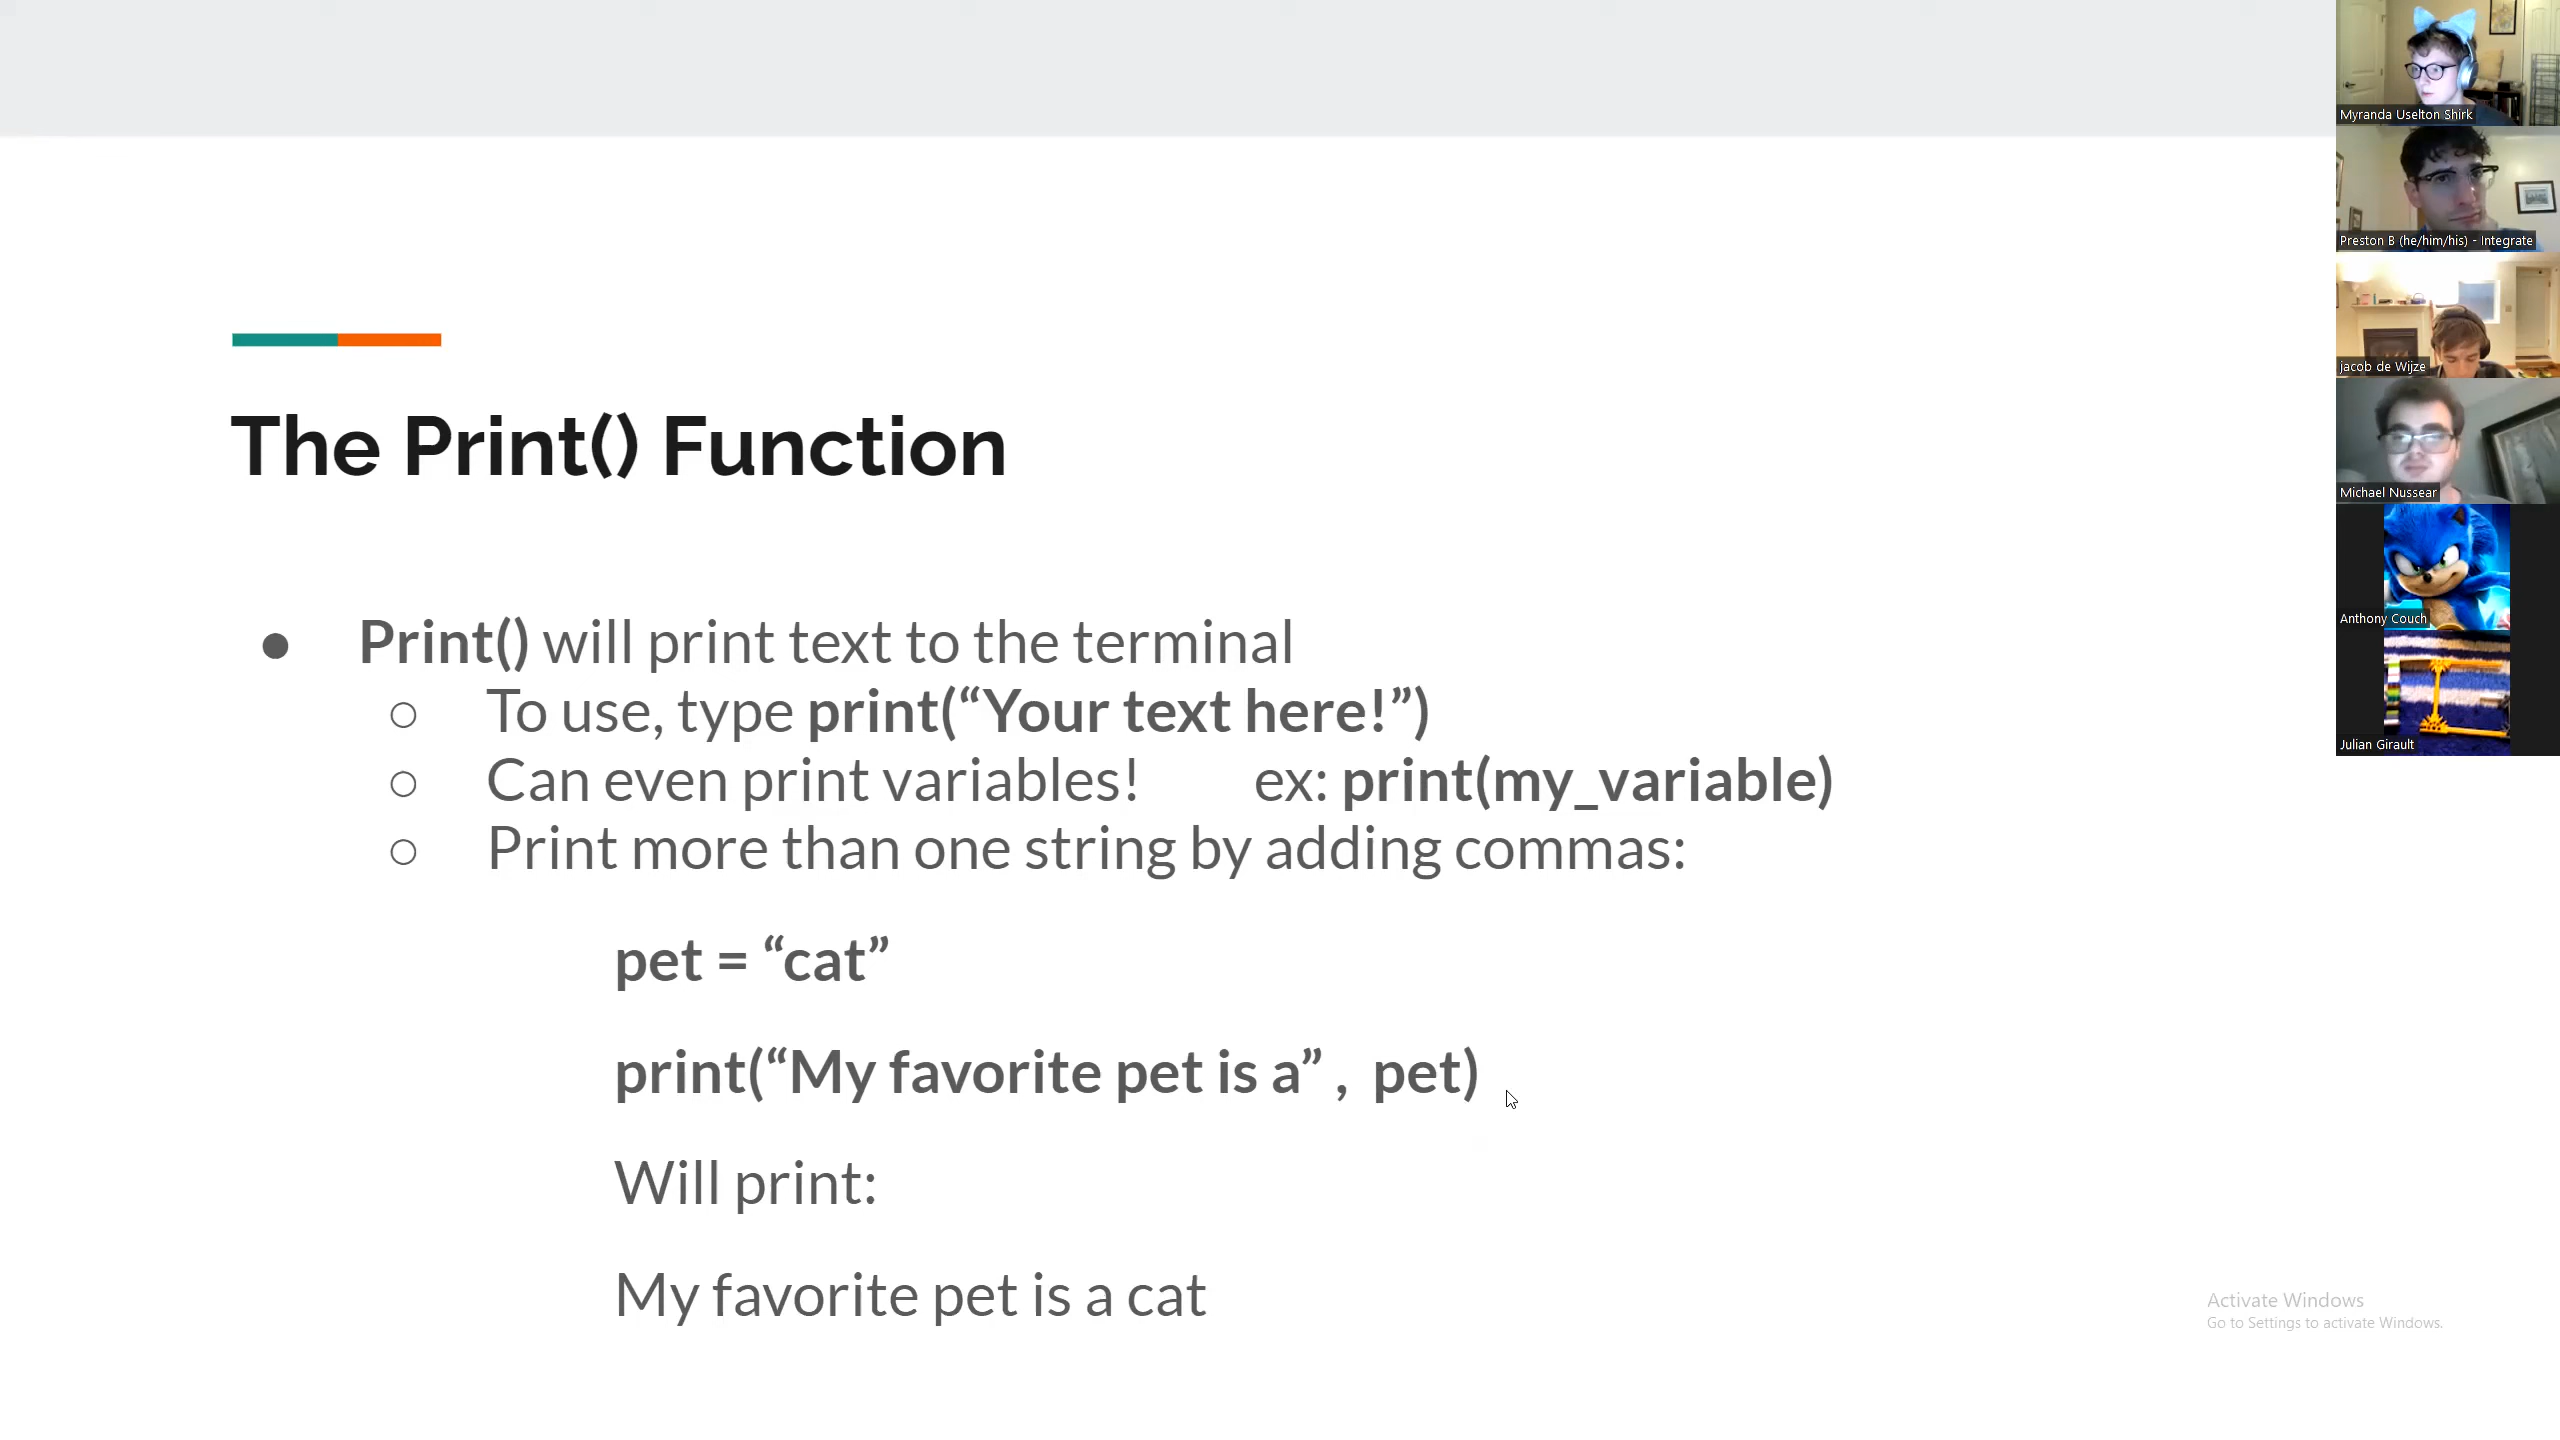 The Print() Function
● Print() will print text to the terminal
○ To use, type print(“Your text here!”)
○ Can even print variables! ex: print(my_variable)
○ Print more than one string by adding commas:
pet = “cat”
print(“My favorite pet is a” , pet)
Will print:
My favorite pet is a cat
Myranda Uselton Shirk
Preston B (he/him/his) - Integrate
jacob de Wijze
Michael Nussear
Anthony Couch
Julian Girault
Activate Windows
Go to Settings to activate Windows.